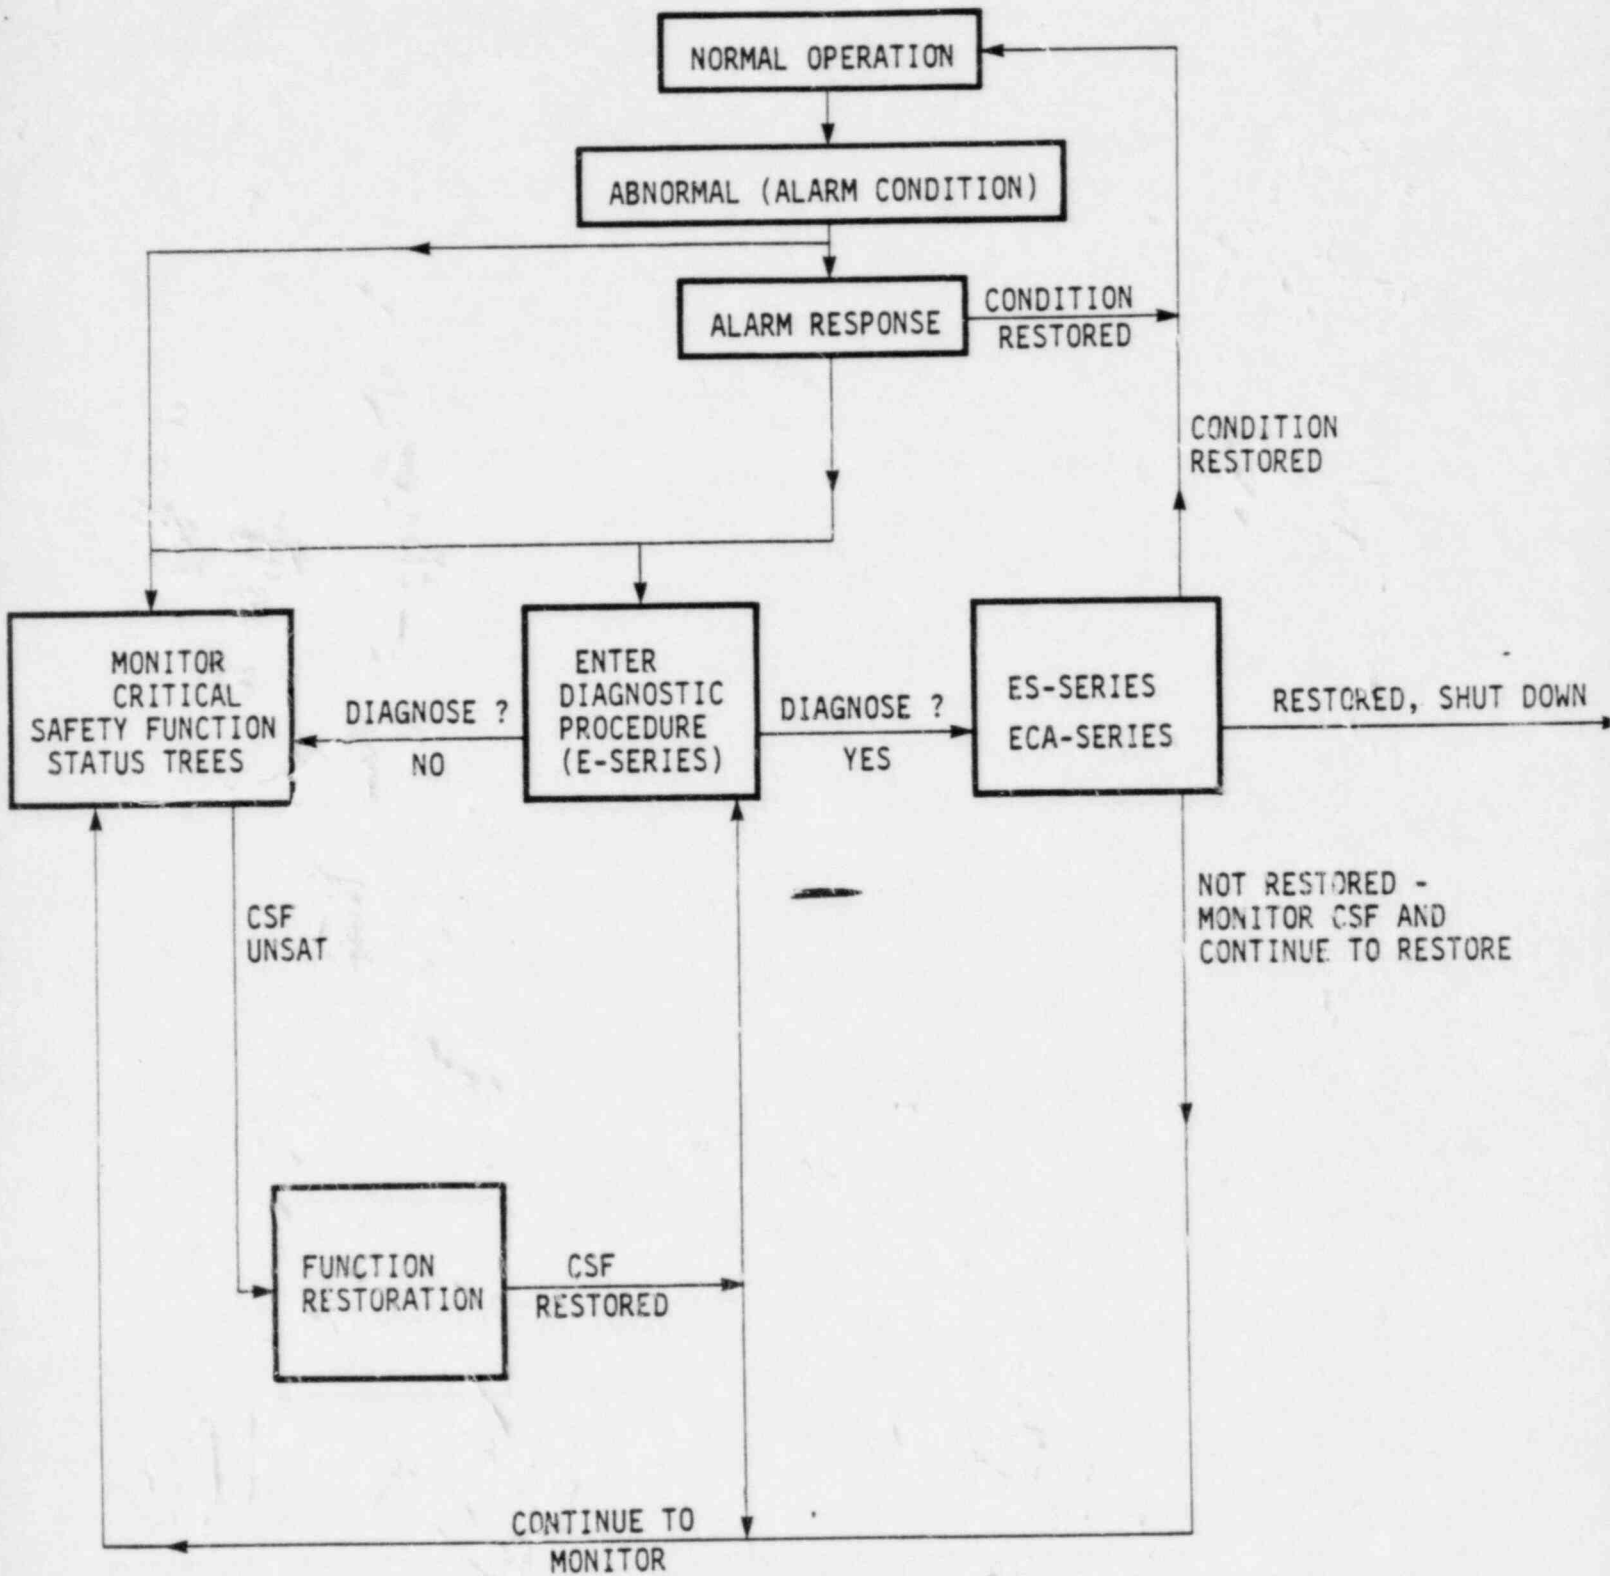 NORMAL OPERATION
ABNORMAL (ALARM CONDITION)
ALARM RESPONSE
CONDITION
RESTORED
CONDITION
RESTORED
MONITOR
CRITICAL
SAFETY FUNCTION
STATUS TREES
DIAGNOSE ?
NO
ENTER
DIAGNOSTIC
PROCEDURE
(E-SERIES)
DIAGNOSE ?
YES
ES-SERIES
ECA-SERIES
RESTORED, SHUT DOWN
CSF
UNSAT
NOT RESTORED -
MONITOR CSF AND
CONTINUE TO RESTORE
FUNCTION
RESTORATION
CSF
RESTORED
CONTINUE TO
MONITOR